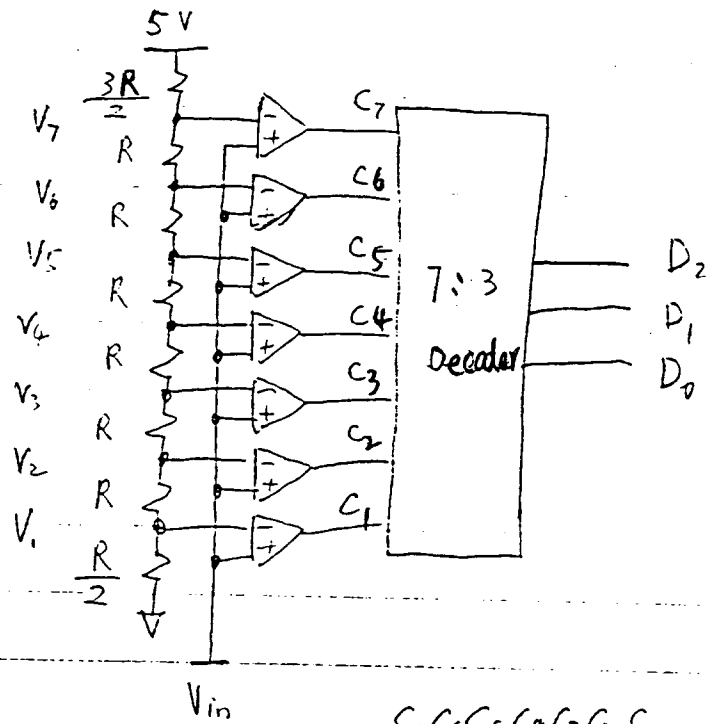 5 V
3R
2
V7
C7
R
V6
C6
R
V5
C5
R
V4
C4
R
V3
C3
R
V2
C2
R
V1
C1
R
2
7:3
Decoder
D2
D1
D0
- +
- +
- +
- +
- +
- +
- +
Vin